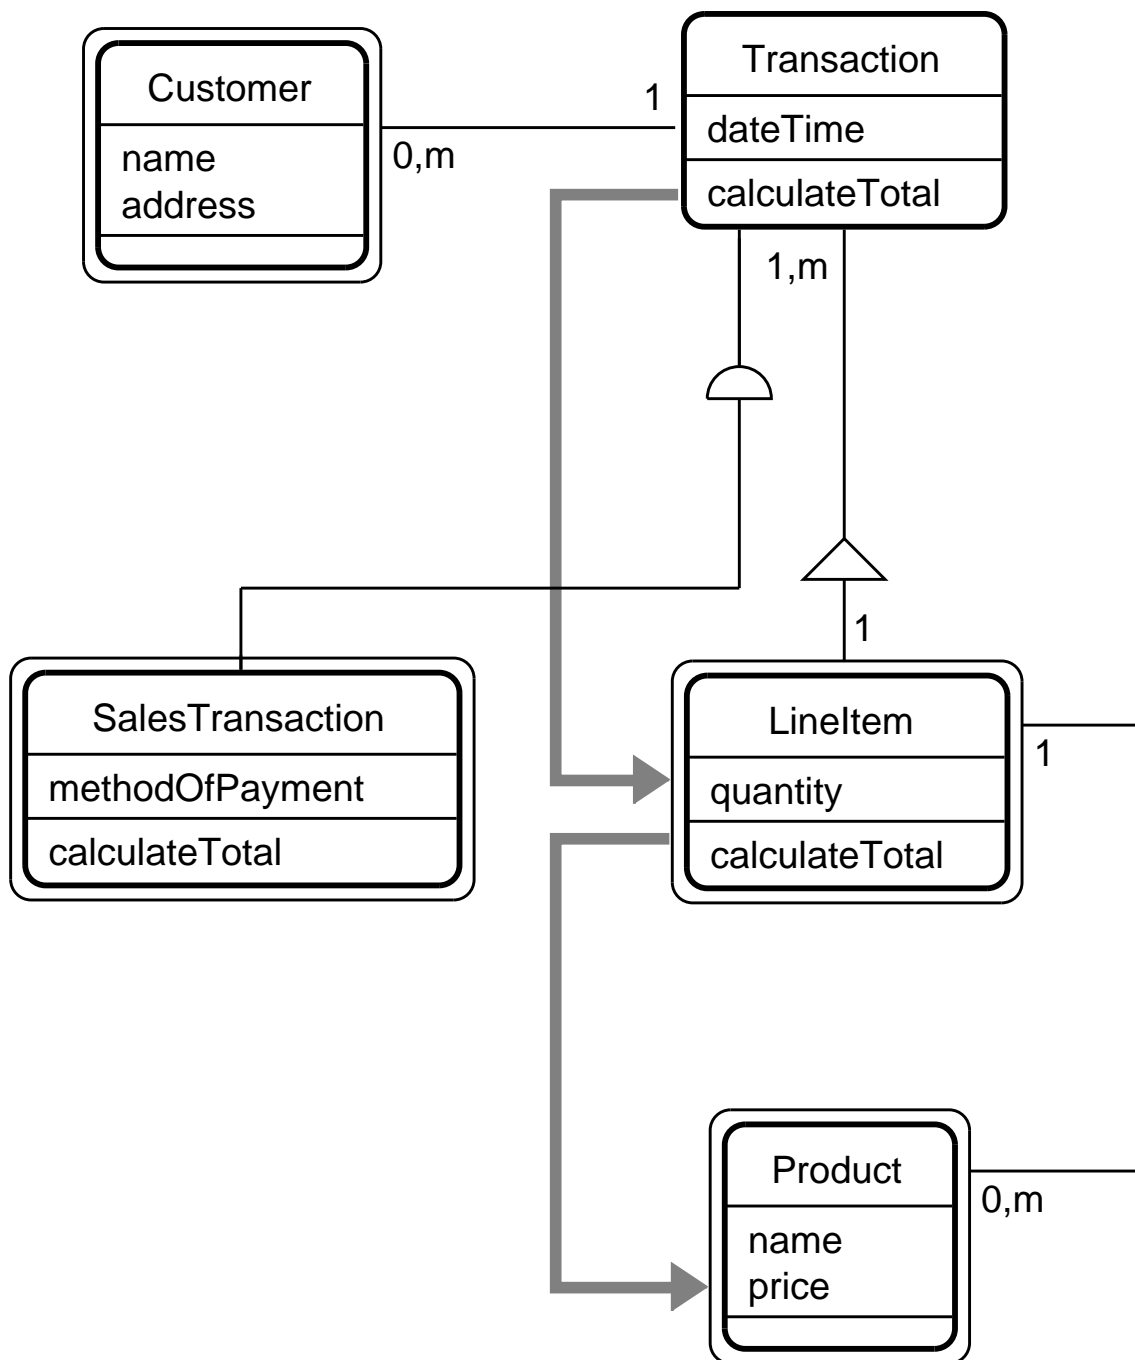 Customer
name
address
1
0,m
Transaction
dateTime
calculateTotal
1,m
1
SalesTransaction
methodOfPayment
calculateTotal
LineItem
quantity
calculateTotal
1
Product
name
price
0,m